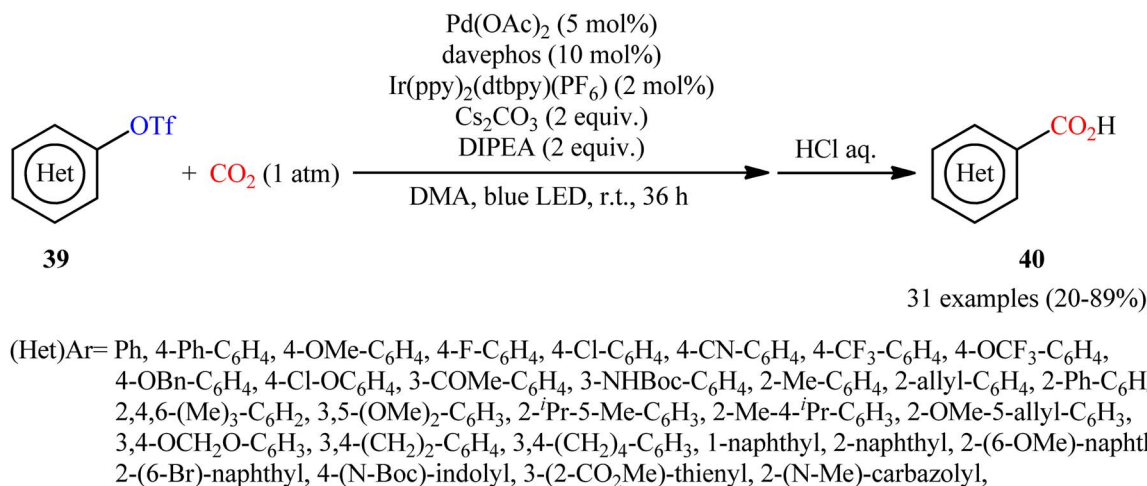 Pd(OAc)2 (5 mol%)
davephos (10 mol%)
Ir(ppy)2(dtbpy)(PF6) (2 mol%)
Cs2CO3 (2 equiv.)
DIPEA (2 equiv.)
OTf
Het
+ CO2 (1 atm)
DMA, blue LED, r.t., 36 h
HCl aq.
CO2H
Het
39
40
31 examples (20-89%)
(Het)Ar= Ph, 4-Ph-C6H4, 4-OMe-C6H4, 4-F-C6H4, 4-Cl-C6H4, 4-CN-C6H4, 4-CF3-C6H4, 4-OCF3-C6H4,
4-OBn-C6H4, 4-Cl-OC6H4, 3-COMe-C6H4, 3-NHBoc-C6H4, 2-Me-C6H4, 2-allyl-C6H4, 2-Ph-C6H
2,4,6-(Me)3-C6H2, 3,5-(OMe)2-C6H3, 2-iPr-5-Me-C6H3, 2-Me-4-iPr-C6H3, 2-OMe-5-allyl-C6H3,
3,4-OCH2O-C6H3, 3,4-(CH2)2-C6H4, 3,4-(CH2)4-C6H3, 1-naphthyl, 2-naphthyl, 2-(6-OMe)-naphth
2-(6-Br)-naphthyl, 4-(N-Boc)-indolyl, 3-(2-CO2Me)-thienyl, 2-(N-Me)-carbazolyl,